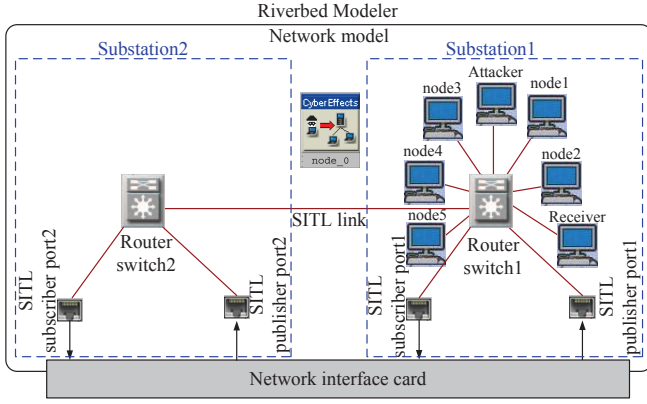 Riverbed Modeler
Network model
Substation2
Substation1
CyberEffects
node_0
Attacker
node3
node1
node4
node2
node5
Receiver
SITL link
Router
switch2
Router
switch1
SITL
subscriber port2
SITL
publisher port2
SITL
subscriber port1
SITL
publisher port1
Network interface card